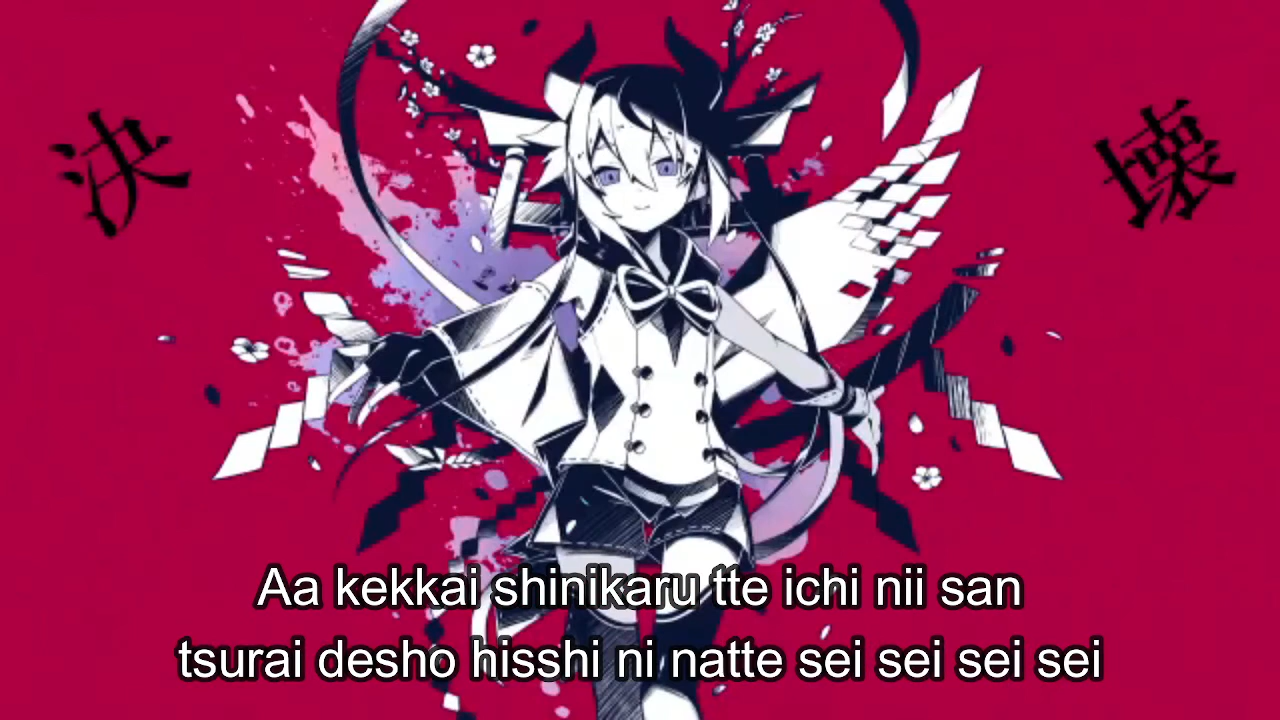 決壊
Aa kekkai shinikaru tte ichi nii san
tsurai desho hisshi ni natte sei sei sei sei